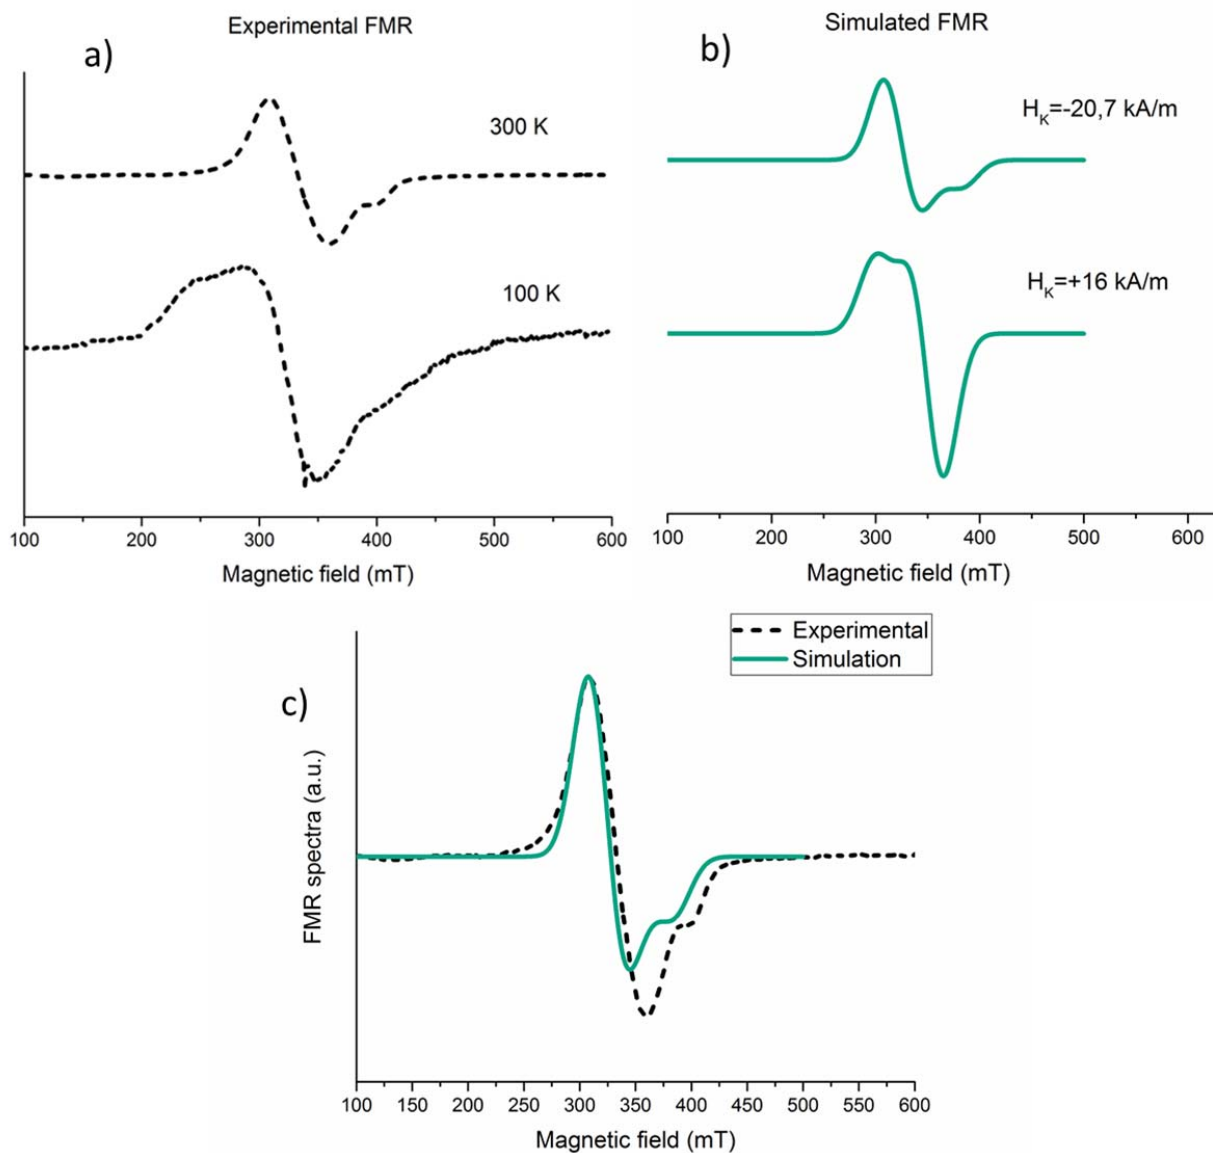 Experimental FMR
a)
300 K
100 K
100 200 300 400 500 600
Magnetic field (mT)
Simulated FMR
b)
H_K=-20,7 kA/m
H_K=+16 kA/m
100 200 300 400 500 600
Magnetic field (mT)
Experimental
Simulation
c)
FMR spectra (a.u.)
100 150 200 250 300 350 400 450 500 550 600
Magnetic field (mT)